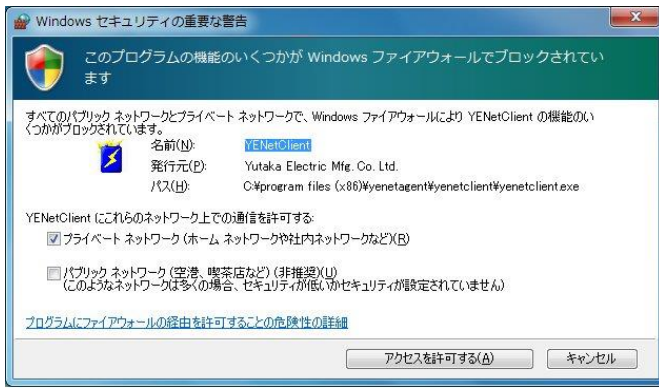 Windows セキュリティの重要な警告
このプログラムの機能のいくつかが Windows ファイアウォールでブロックされてい
ます
すべてのパブリック ネットワークとプライベート ネットワークで、Windows ファイアウォールにより YENetClient の機能のい
くつかがブロックされています。
名前(N): YENetClient
発行元(P): Yutaka Electric Mfg. Co. Ltd.
パス(H): C:¥program files (x86)¥yenetagent¥yenetclient¥yenetclient.exe
YENetClient にこれらのネットワーク上での通信を許可する:
プライベート ネットワーク (ホーム ネットワークや社内ネットワークなど)(R)
パブリック ネットワーク (空港、喫茶店など) (非推奨)(U)
(このようなネットワークは多くの場合、セキュリティが低いかセキュリティが設定されていません)
プログラムにファイアウォールの経由を許可することの危険性の詳細
アクセスを許可する(A) キャンセル